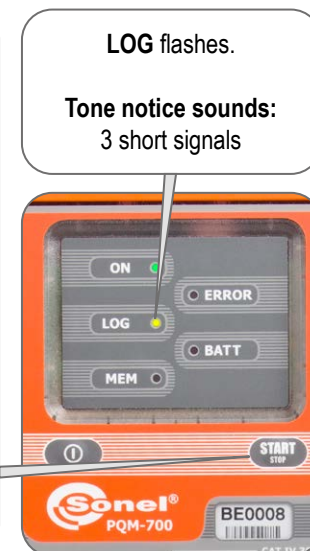 LOG flashes.
Tone notice sounds:
3 short signals
ON
ERROR
LOG
BATT
MEM
START
STOP
Sonel®
PQM-700
BE0008